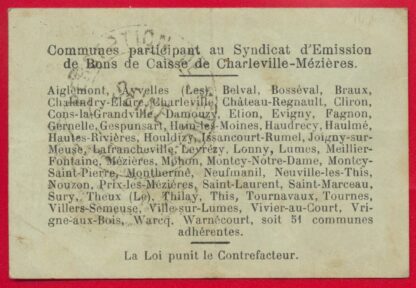 Communes participant au Syndicat d'Emission
de Bons de Caisse de Charleville-Mézières.
Aiglemont, Ayvelles (Les), Belval, Bosséval, Braux,
Chalandry-Elaire, Charleville, Château-Regnault, Cliron,
Cons-la-Grandville, Damouzy, Etion, Evigny, Fagnon,
Gernelle, Gespunsart, Ham-les-Moines, Haudrecy, Haulmé,
Hautes-Rivières, Houldizy, Issancourt-Rumel, Joigny-sur-
Meuse, Lafrancheville, Levrézy, Lonny, Lumes, Meillier-
Fontaine, Mézières, Mohon, Montcy-Notre-Dame, Montcy-
Saint-Pierre, Monthermé, Neufmanil, Neuville-les-This,
Nouzon, Prix-les-Mézières, Saint-Laurent, Saint-Marceau,
Sury, Theux (Le), Thilay, This, Tournavaux, Tournes,
Villers-Semeuse, Ville-sur-Lumes, Vivier-au-Court, Vri-
gne-aux-Bois, Warcq, Warnécourt, soit 51 communes
adhérentes.
La Loi punit le Contrefacteur.